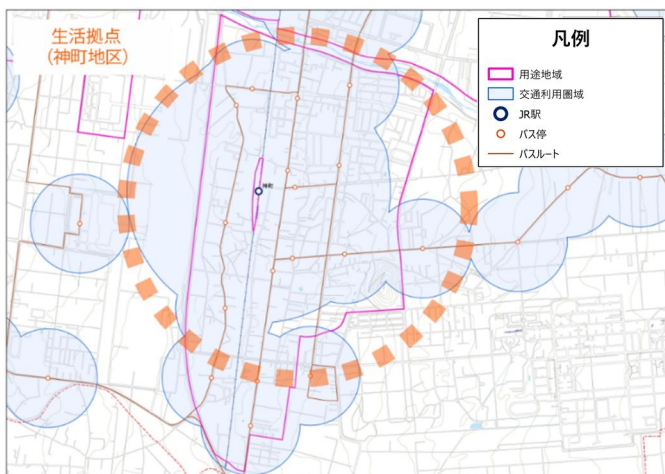 生活拠点
(神町地区)
凡例
用途地域
交通利用圏域
JR駅
バス停
バスルート
神町